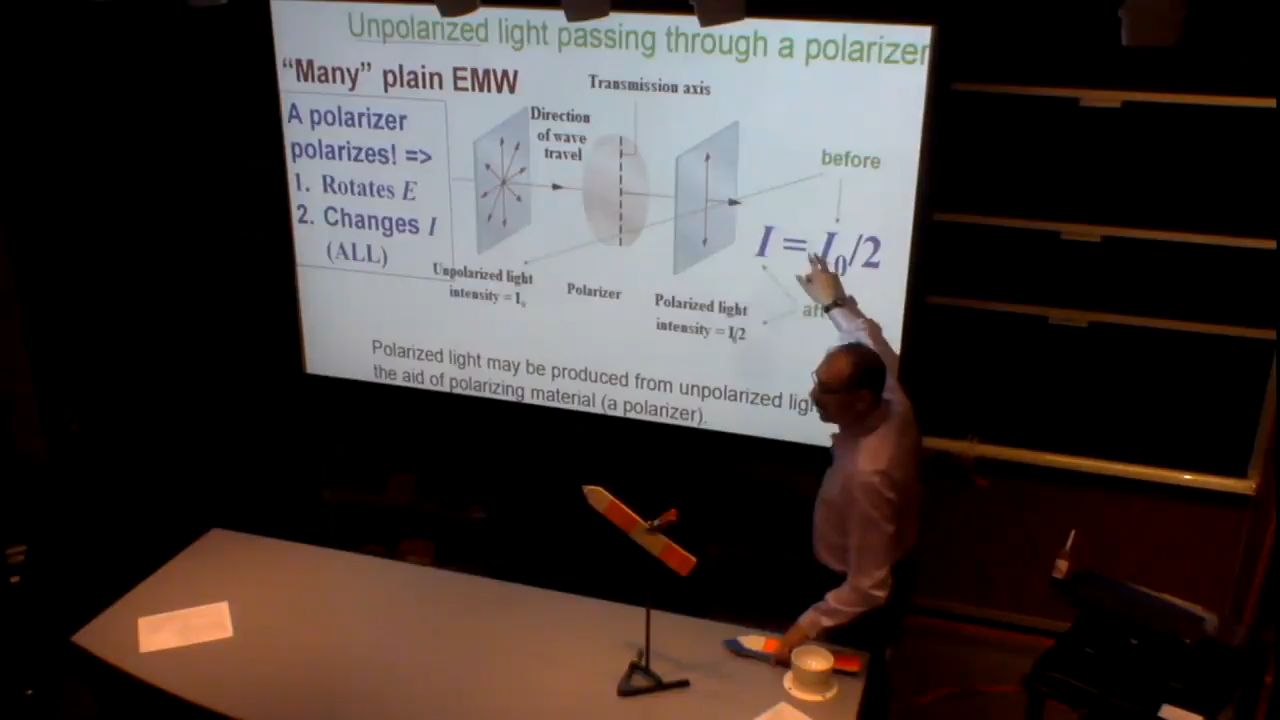 Unpolarized light passing through a polarizer
“Many” plain EMW
A polarizer
polarizes! =>
1. Rotates E
2. Changes I
(ALL)
Transmission axis
Direction
of wave
travel
before
I = I₀/2
Unpolarized light
intensity = I₀
Polarizer
Polarized light
intensity = I₀/2
Polarized light may be produced from unpolarized
the aid of polarizing material (a polarizer).